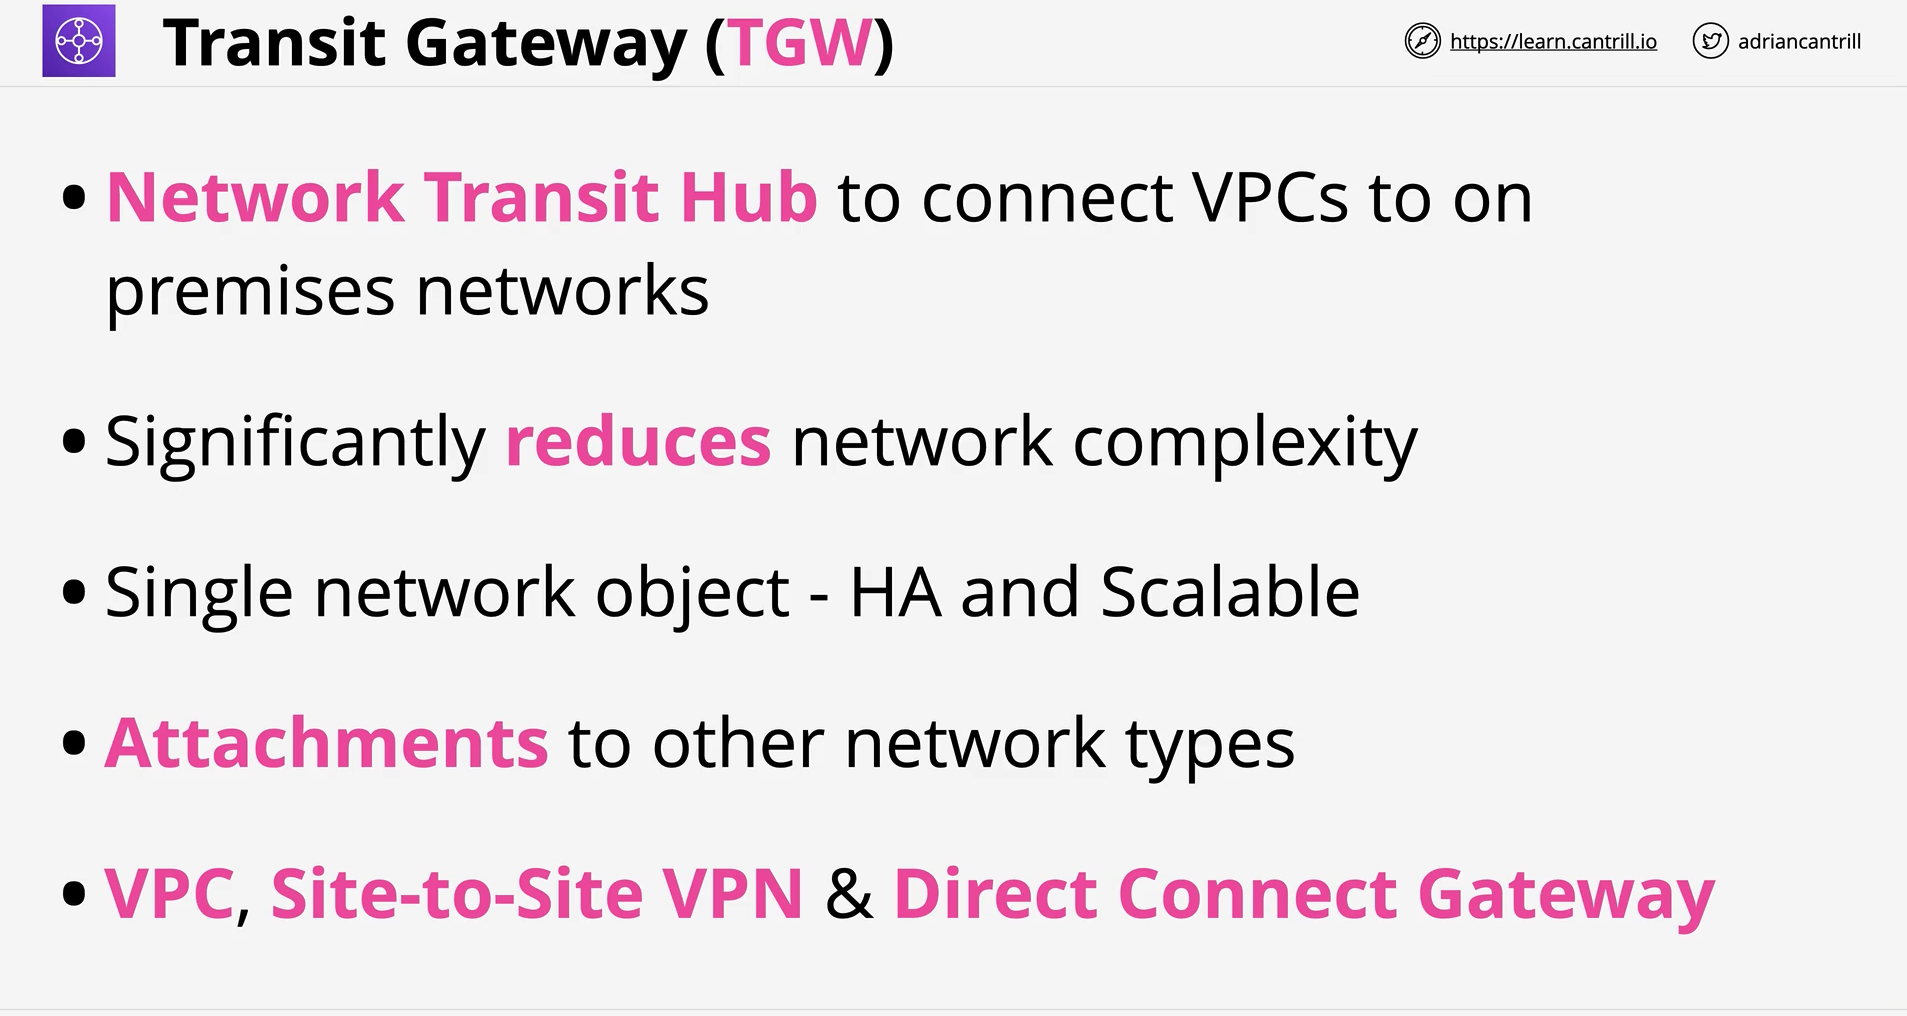 Transit Gateway (TGW)
https://learn.cantrill.io
adriancantrill
• Network Transit Hub to connect VPCs to on
premises networks
• Significantly reduces network complexity
• Single network object - HA and Scalable
• Attachments to other network types
• VPC, Site-to-Site VPN & Direct Connect Gateway